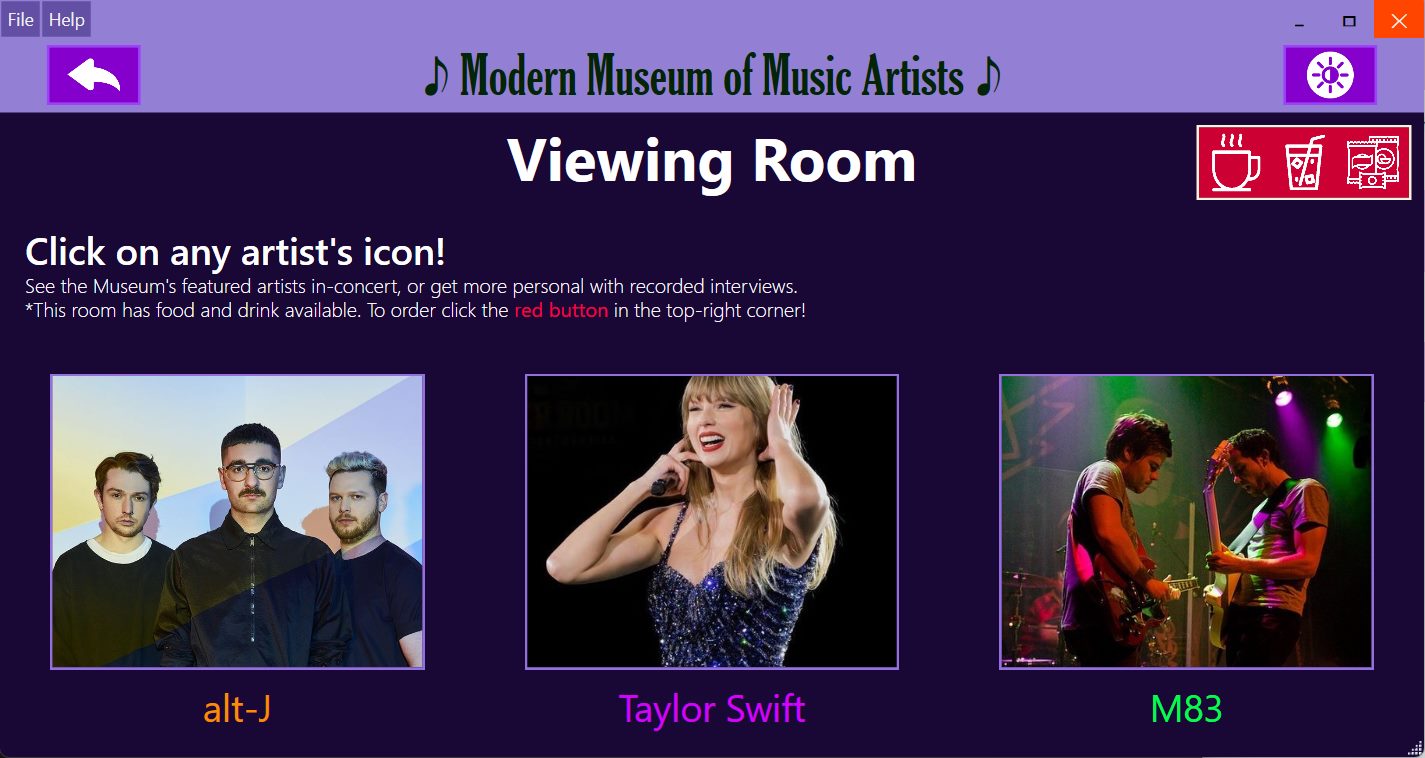 File Help
♪ Modern Museum of Music Artists ♪
Viewing Room
Click on any artist's icon!
See the Museum's featured artists in-concert, or get more personal with recorded interviews.
*This room has food and drink available. To order click the red button in the top-right corner!
alt-J
Taylor Swift
M83